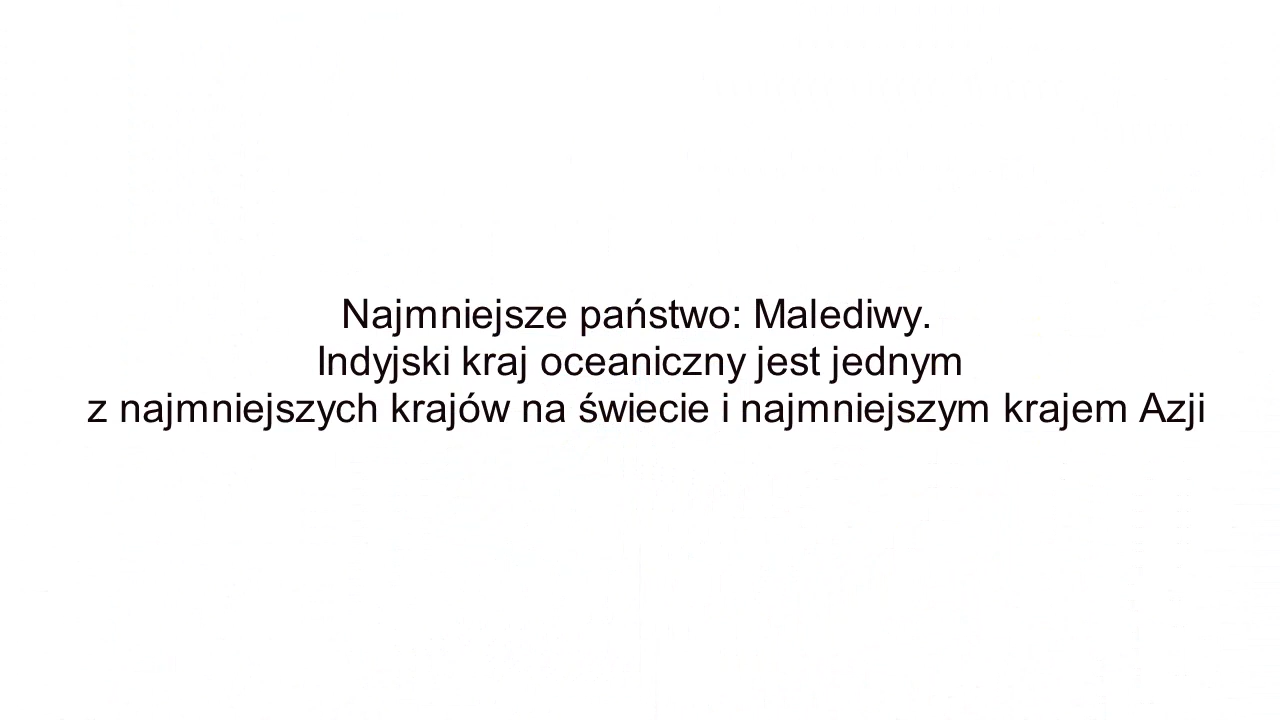 Najmniejsze państwo: Malediwy.
Indyjski kraj oceaniczny jest jednym
z najmniejszych krajów na świecie i najmniejszym krajem Azji